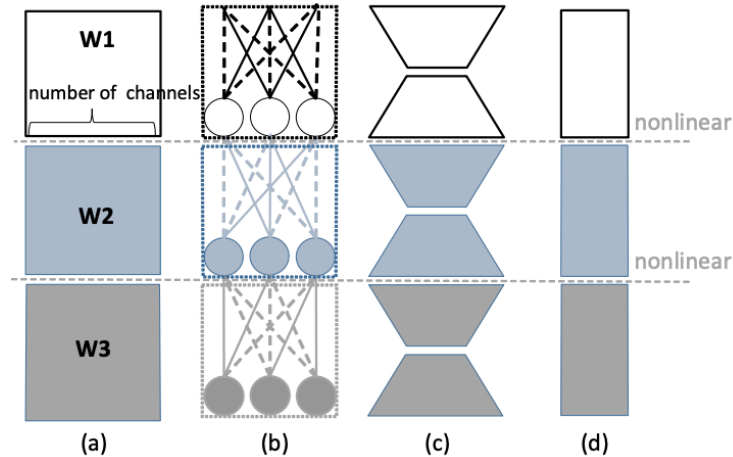 W1
number of channels
nonlinear
W2
nonlinear
W3
(a) (b) (c) (d)